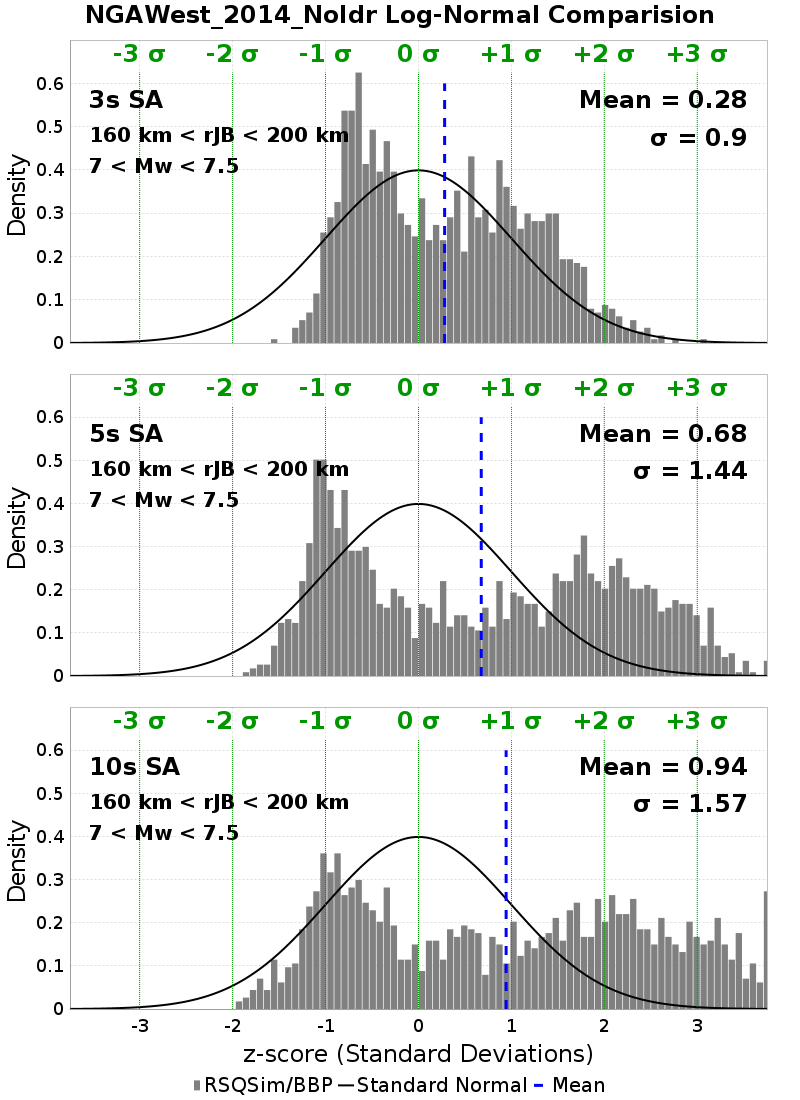 NGAWest_2014_NoIdr Log-Normal Comparision
-3 σ -2 σ -1 σ 0 σ +1 σ +2 σ +3 σ
0.6
3s SA Mean = 0.28
0.5
160 km < rJB < 200 km σ = 0.9
7 < Mw < 7.5
0.4
0.3
0.2
0.1
0
Density
-3 σ -2 σ -1 σ 0 σ +1 σ +2 σ +3 σ
0.6
5s SA Mean = 0.68
0.5
160 km < rJB < 200 km σ = 1.44
7 < Mw < 7.5
0.4
0.3
0.2
0.1
0
Density
-3 σ -2 σ -1 σ 0 σ +1 σ +2 σ +3 σ
0.6
10s SA Mean = 0.94
0.5
160 km < rJB < 200 km σ = 1.57
7 < Mw < 7.5
0.4
0.3
0.2
0.1
0
Density
-3 -2 -1 0 1 2 3
z-score (Standard Deviations)
RSQSim/BBP Standard Normal Mean